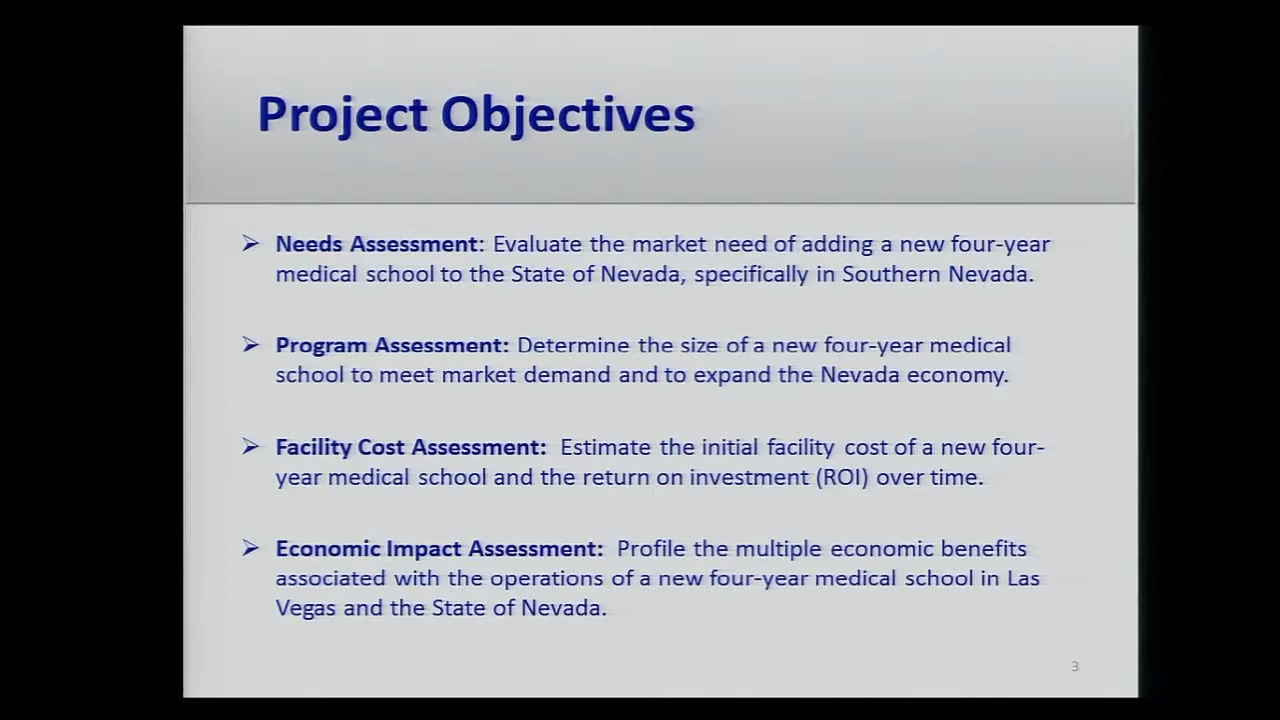 Project Objectives
➢ Needs Assessment: Evaluate the market need of adding a new four-year
medical school to the State of Nevada, specifically in Southern Nevada.
➢ Program Assessment: Determine the size of a new four-year medical
school to meet market demand and to expand the Nevada economy.
➢ Facility Cost Assessment: Estimate the initial facility cost of a new four-
year medical school and the return on investment (ROI) over time.
➢ Economic Impact Assessment: Profile the multiple economic benefits
associated with the operations of a new four-year medical school in Las
Vegas and the State of Nevada.
3